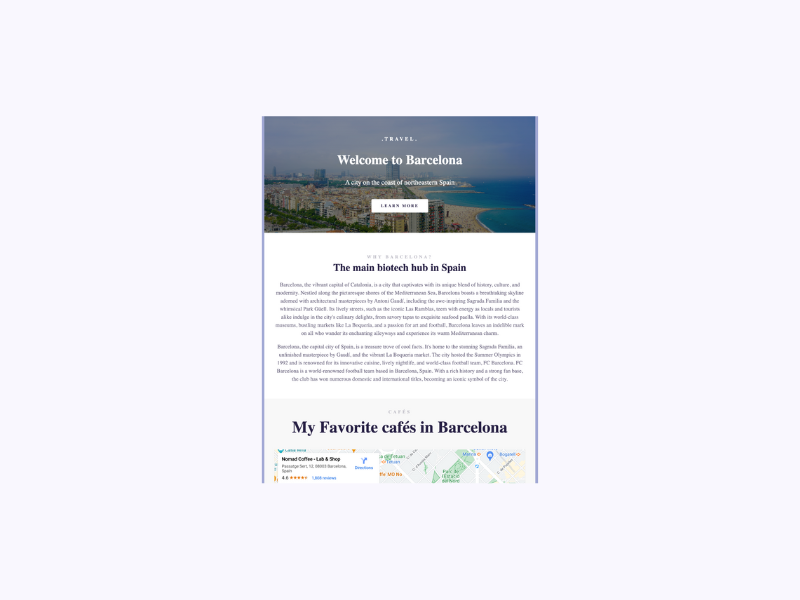 .TRAVEL.
Welcome to Barcelona
A city on the coast of northeastern Spain
LEARN MORE
WHY BARCELONA?
The main biotech hub in Spain
Barcelona, the vibrant capital of Catalonia, is a city that captivates with its unique blend of history, culture, and
modernity. Nestled along the picturesque shores of the Mediterranean Sea, Barcelona boasts a breathtaking skyline
adorned with architectural masterpieces by Antoni Gaudí, including the awe-inspiring Sagrada Família and the
whimsical Park Güell. Its lively streets, such as the iconic Las Ramblas, teem with energy as locals and tourists
alike indulge in the city's culinary delights, from savory tapas to exquisite seafood paella. With its world-class
museums, bustling markets like La Boqueria, and a passion for art and football, Barcelona leaves an indelible mark
on all who wander its enchanting alleyways and experience its warm Mediterranean charm.
Barcelona, the capital city of Spain, is a treasure trove of cool facts. It's home to the stunning Sagrada Família, an
unfinished masterpiece by Gaudí, and the vibrant La Boqueria market. The city hosted the Summer Olympics in
1992 and is renowned for its innovative cuisine, lively nightlife, and world-class football team, FC Barcelona. FC
Barcelona is a world-renowned football team based in Barcelona, Spain. With a rich history and a strong fan base,
the club has won numerous domestic and international titles, becoming an iconic symbol of the city.
CAFÉS
My Favorite cafés in Barcelona
Nomad Coffee - Lab & Shop
Passatge Sert, 12, 08003 Barcelona,
Spain
4.6
1,686 reviews
Directions
de Tetuan
Tetuan
Parc de
l'Estació
del Nord
Marina
Bogatell